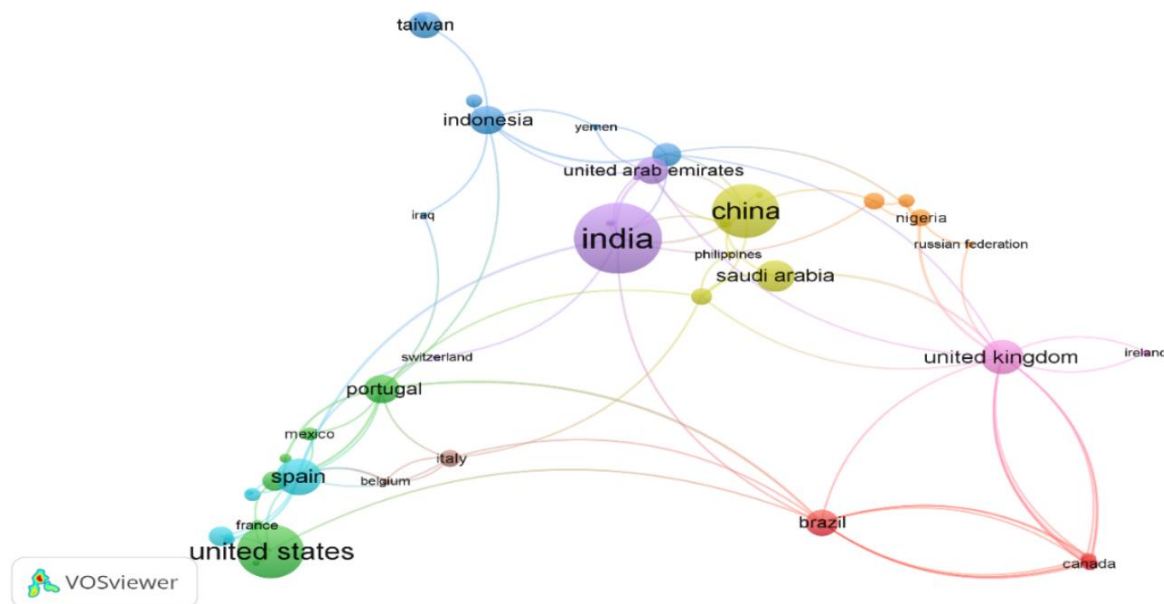 taiwan
indonesia
yemen
united arab emirates
china
iraq
nigeria
india
russian federation
philippines
saudi arabia
switzerland
united kingdom
ireland
portugal
mexico
italy
spain
belgium
france
brazil
united states
canada
VOSviewer